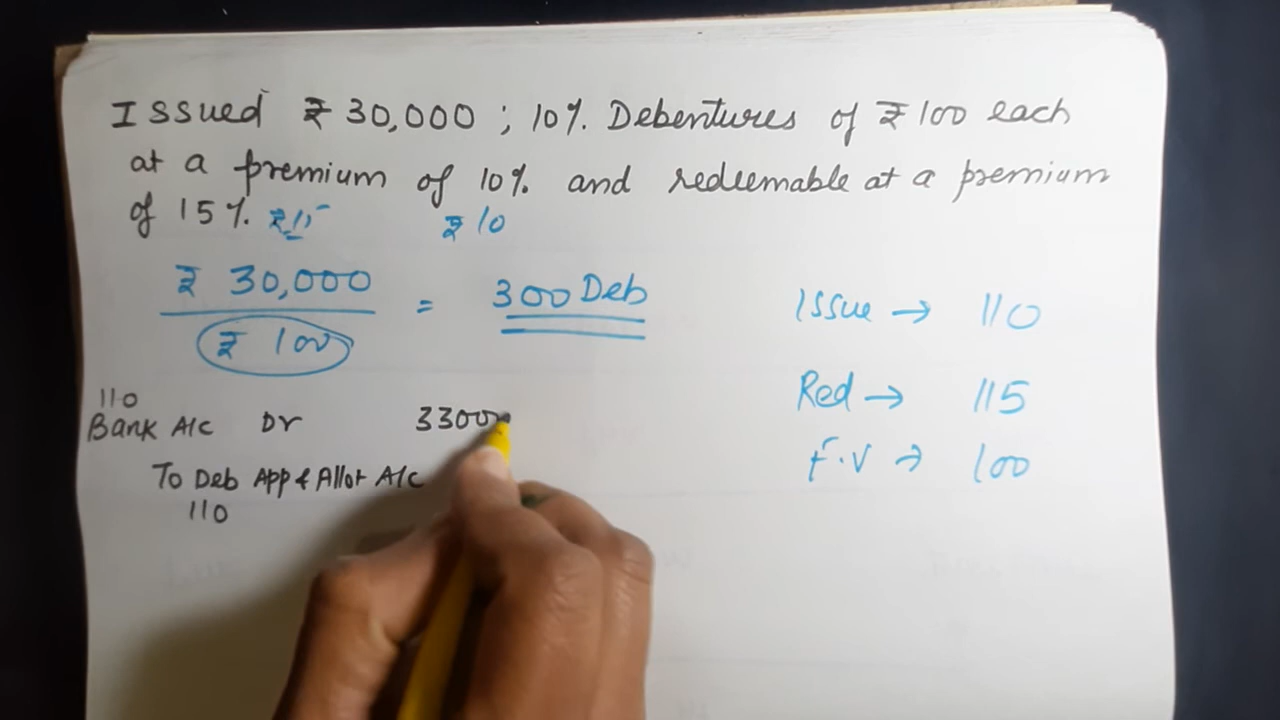 Issued ₹ 30,000 ; 10% Debentures of ₹ 100 each
at a premium of 10% and redeemable at a premium
of 15% ₹15 ₹ 10
₹ 30,000
₹ 100
= 300 Deb
Issue → 110
Red → 115
F.V → 100
110
Bank A/c Dr 3300
To Deb App & Allot A/c
110